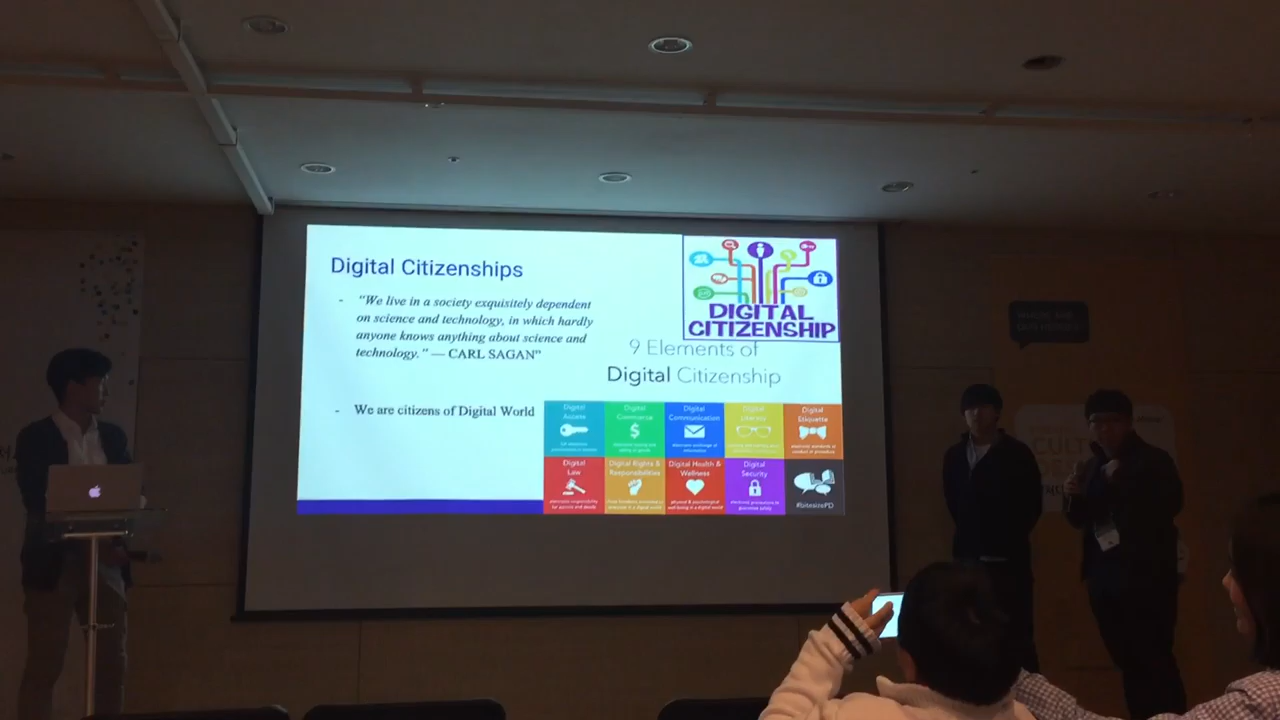 Digital Citizenships
- "We live in a society exquisitely dependent
on science and technology, in which hardly
anyone knows anything about science and
technology." — CARL SAGAN"
- We are citizens of Digital World
DIGITAL
CITIZENSHIP
9 Elements of
Digital Citizenship
Digital
Access
Digital
Commerce
Digital
Communication
Digital
Literacy
Digital
Etiquette
Digital
Law
Digital Rights &
Responsibilities
Digital Health &
Wellness
Digital
Security
#bitesizePD
CULT